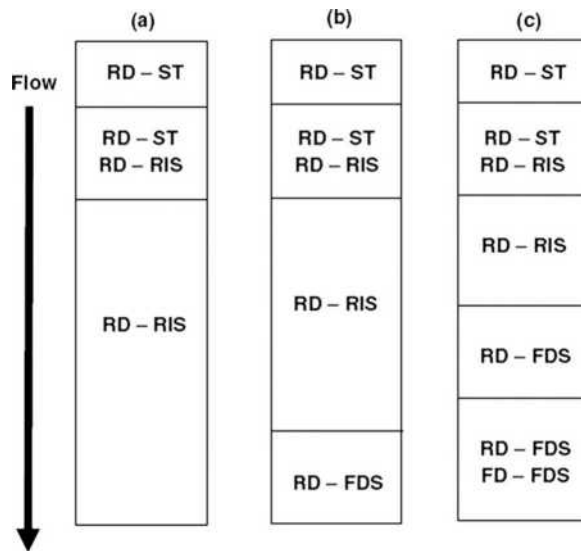 (a)
(b)
(c)
Flow
RD – ST
RD – ST
RD – RIS
RD – RIS
RD – ST
RD – ST
RD – RIS
RD – RIS
RD – FDS
RD – ST
RD – ST
RD – RIS
RD – RIS
RD – FDS
RD – FDS
FD – FDS